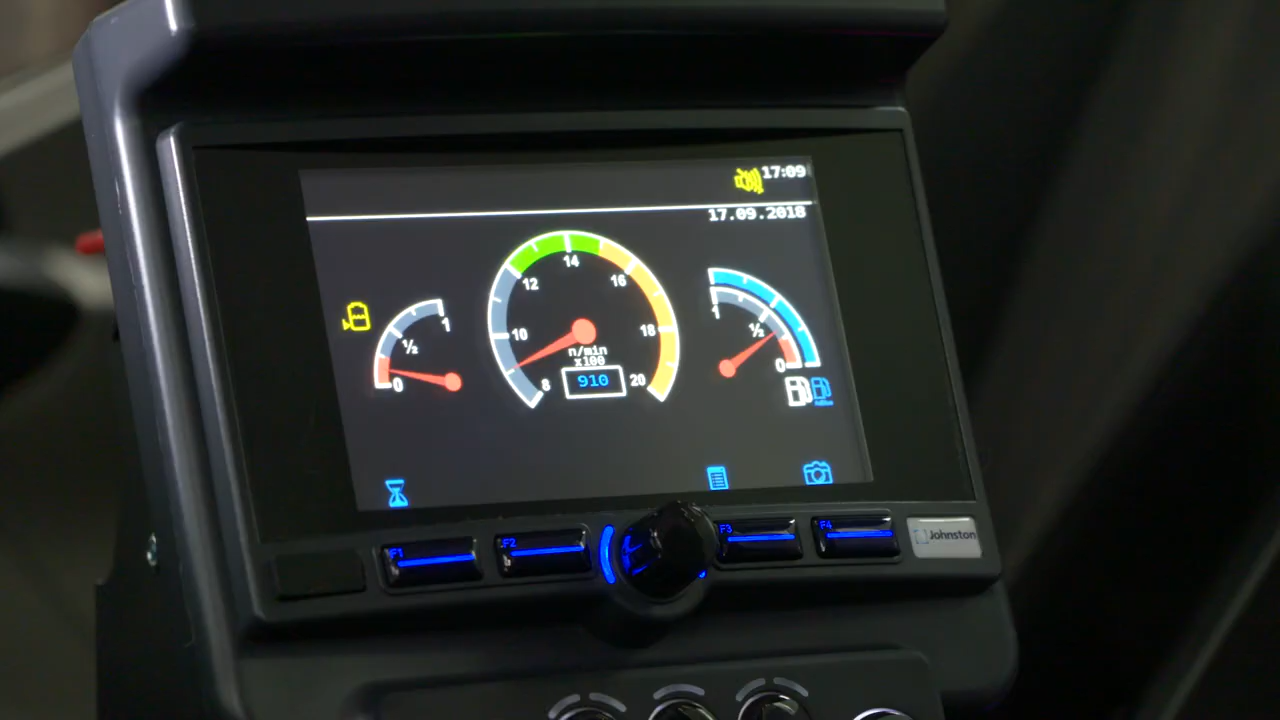 17:09
17.09.2018
14
12
16
1
1
10
18
½
½
n/min
x100
0
8
910
20
0
AdBlue
F1
F2
F3
F4
Johnston